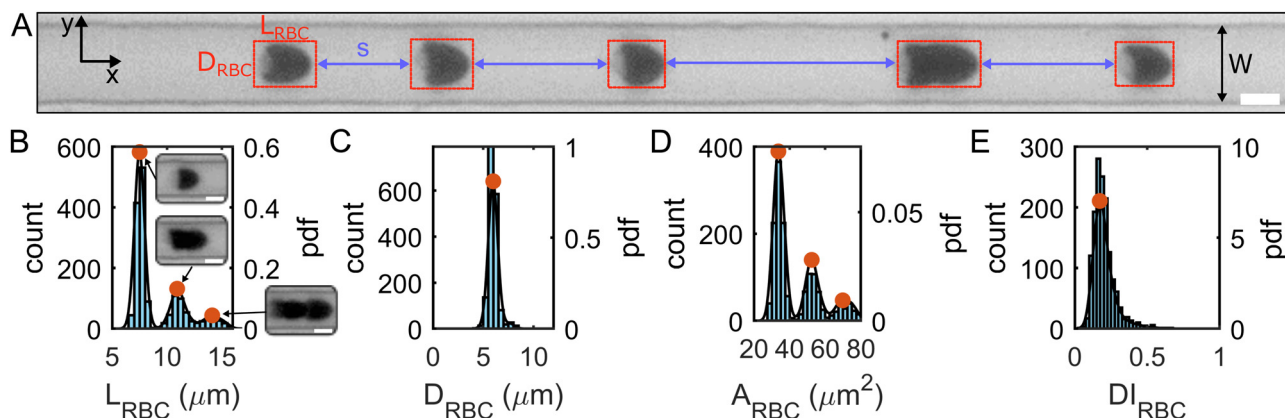 A
y
x
L_RBC
D_RBC
s
W
B
600
400
200
0
count
0.6
0.4
0.2
0
pdf
5
10
15
L_RBC (μm)
C
600
400
200
0
count
1
0.5
0
pdf
0
5
10
D_RBC (μm)
D
400
200
0
count
0.05
0
pdf
20
40
60
80
A_RBC (μm²)
E
300
200
100
0
count
10
5
0
pdf
0
0.5
1
DI_RBC